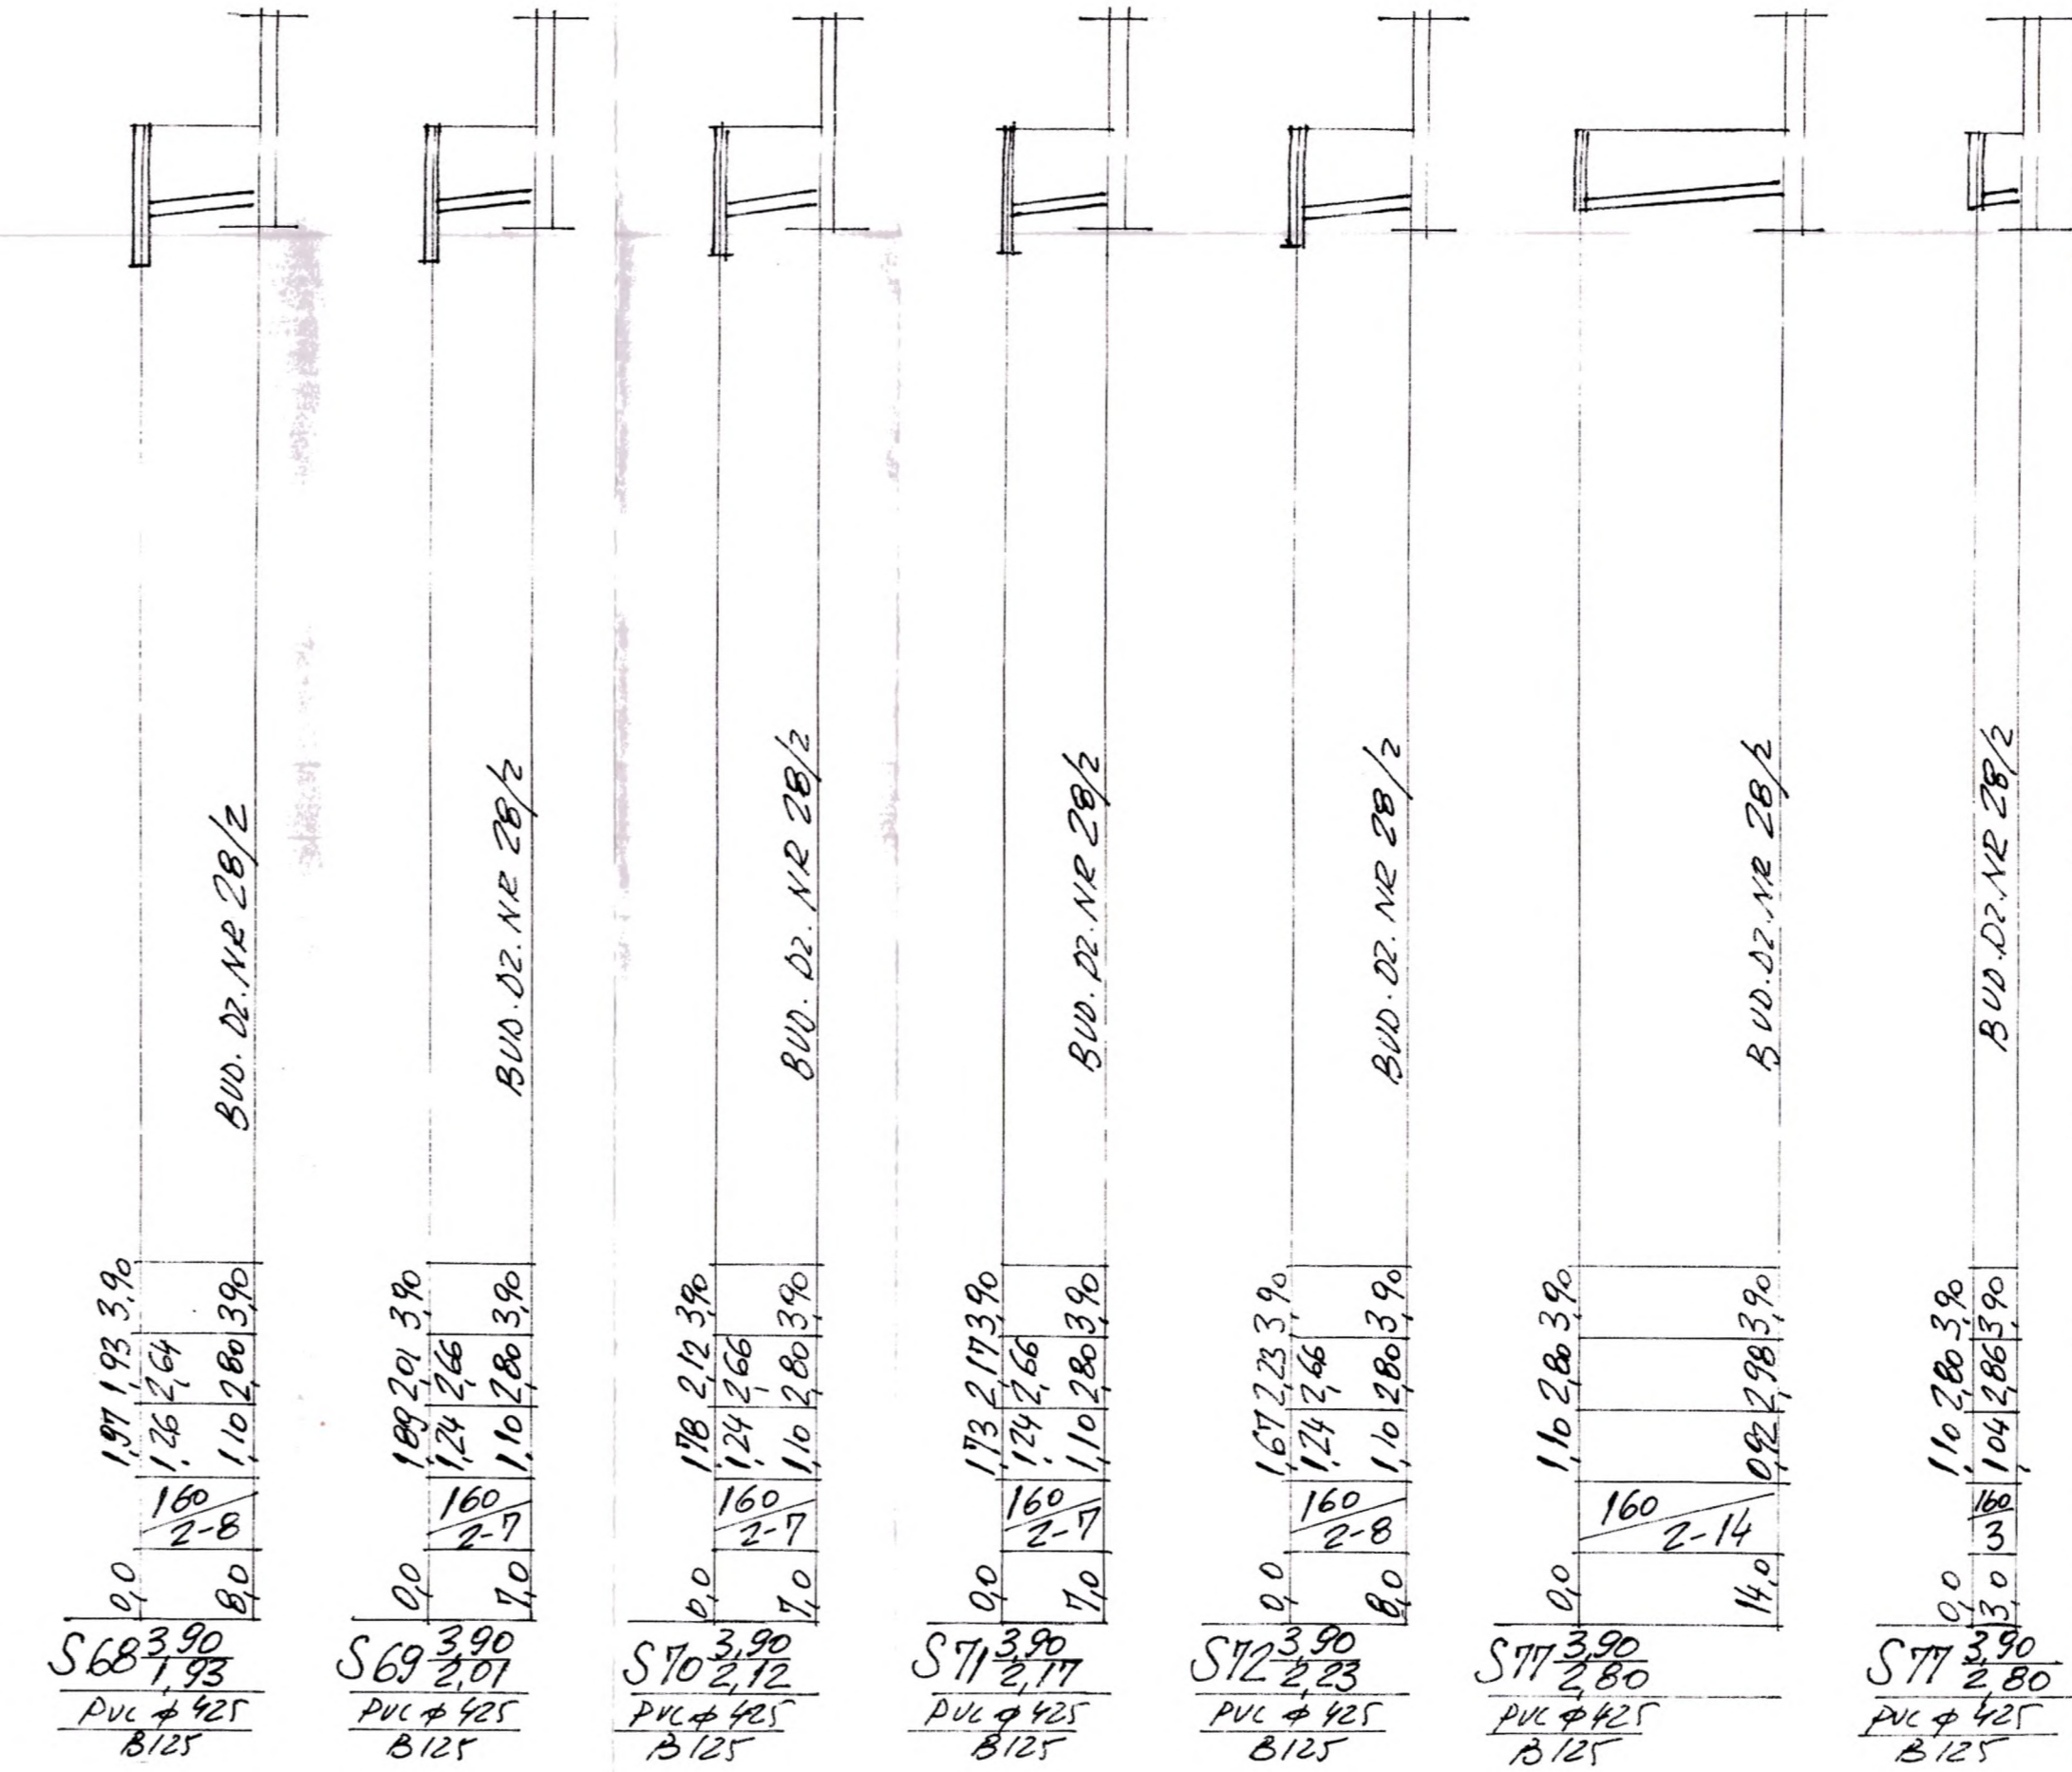 BUD. DZ. NR 28/2
1,97 1,93 3,90
1,26 2,64
1,10 2,80 3,90
160
2-8
0,0
8,0
S68 3,90
1,93
PVC φ 425
B125
BUD. DZ. NR 28/2
1,89 2,01 3,90
1,24 2,66
1,10 2,80 3,90
160
2-7
0,0
7,0
S69 3,90
2,01
PVC φ 425
B125
BUD. DZ. NR 28/2
1,78 2,12 3,90
1,24 2,66
1,10 2,80 3,90
160
2-7
0,0
7,0
S70 3,90
2,12
PVC φ 425
B125
BUD. DZ. NR 28/2
1,73 2,17 3,90
1,24 2,66
1,10 2,80 3,90
160
2-7
0,0
7,0
S71 3,90
2,17
PVC φ 425
B125
BUD. DZ. NR 28/2
1,67 2,23 3,90
1,24 2,66
1,10 2,80 3,90
160
2-8
0,0
8,0
S72 3,90
2,23
PVC φ 425
B125
BUD. DZ. NR 28/2
1,10 2,80 3,90
0,92 2,98 3,90
160
2-14
0,0
14,0
S77 3,90
2,80
PVC φ 425
B125
BUD. DZ. NR 28/2
1,10 2,80 3,90
1,04 2,86 3,90
160
3
0,0
3,0
S77 3,90
2,80
PVC φ 425
B125